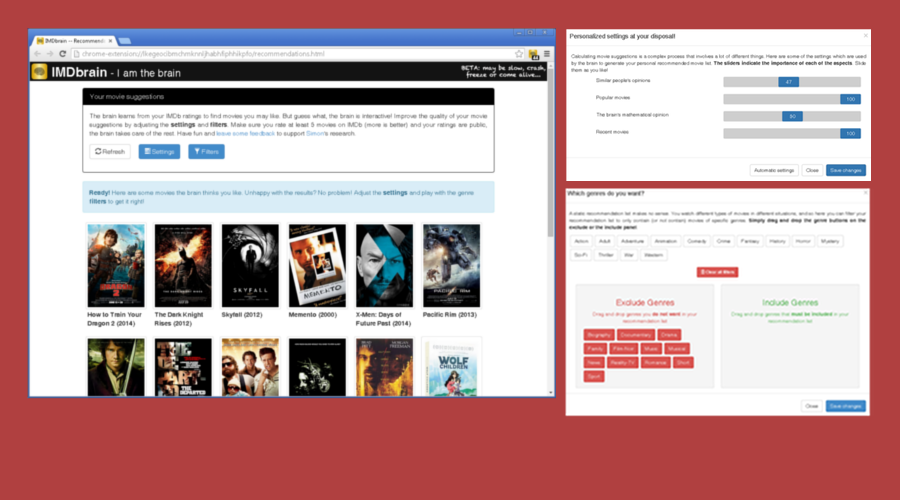 IMDbrain -- Recommend
chrome-extension://
/recommendations.html
IMDbrain - I am the brain
BETA: may be slow, crash,
freeze or come alive...
Your movie suggestions
The brain learns from your IMDb ratings to find movies you may like. But guess what, the brain is interactive! Improve the quality of your movie
suggestions by adjusting the settings and filters. Make sure you rate at least 5 movies on IMDb (more is better) and your ratings are public,
the brain takes care of the rest. Have fun and leave some feedback to support Simon's research.
Refresh
Settings
Filters
Ready! Here are some movies the brain thinks you like. Unhappy with the results? No problem! Adjust the settings and play with the genre
filters to get it right!
SKYFALL
MEMENTO
PACIFIC RIM
How to Train Your
Dragon 2 (2014)
The Dark Knight
Rises (2012)
Skyfall (2012)
Memento (2000)
X-Men: Days of
Future Past (2014)
Pacific Rim (2013)
THE DEPARTED
WOLF
CHILDREN
Personalized settings at your disposal!
Calculating movie suggestions is a complex process that involves a lot of different things. Here are some of the settings which are used
by the brain to generate your personal recommended movie list. The sliders indicate the importance of each of the aspects. Slide
them as you like!
Similar people's opinions
47
Popular movies
100
The brain's mathematical opinion
50
Recent movies
100
Automatic settings
Close
Save changes
Which genres do you want?
A static recommendation list makes no sense. You watch different types of movies in different situations, and so here you can filter your
recommendation list to only contain (or not contain) movies of specific genres. Simply drag and drop the genre buttons on the
exclude or the include panel
Action
Adult
Adventure
Animation
Comedy
Crime
Fantasy
History
Horror
Mystery
Sci-Fi
Thriller
War
Western
Clear all filters
Exclude Genres
Drag and drop genres you do not want in your
recommendation list
Biography
Documentary
Drama
Family
Film-Noir
Music
Musical
News
Reality-TV
Romance
Short
Sport
Include Genres
Drag and drop genres that must be included in your
recommendation list
Close
Save changes